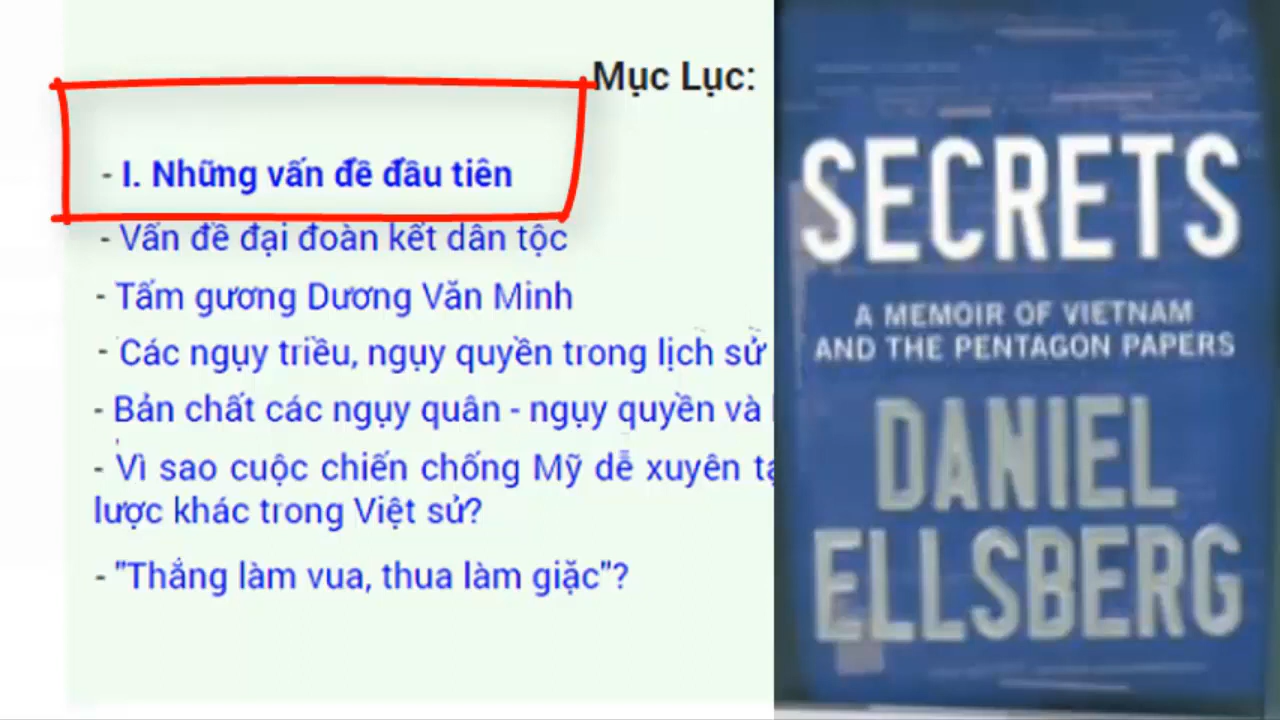 Mục Lục:
- I. Những vấn đề đầu tiên
- Vấn đề đại đoàn kết dân tộc
- Tấm gương Dương Văn Minh
- Các ngụy triều, ngụy quyền trong lịch sử
- Bản chất các ngụy quân - ngụy quyền và
- Vì sao cuộc chiến chống Mỹ dễ xuyên
lược khác trong Việt sử?
- "Thắng làm vua, thua làm giặc"?
SECRETS
A MEMOIR OF VIETNAM
AND THE PENTAGON PAPERS
DANIEL
ELLSBERG